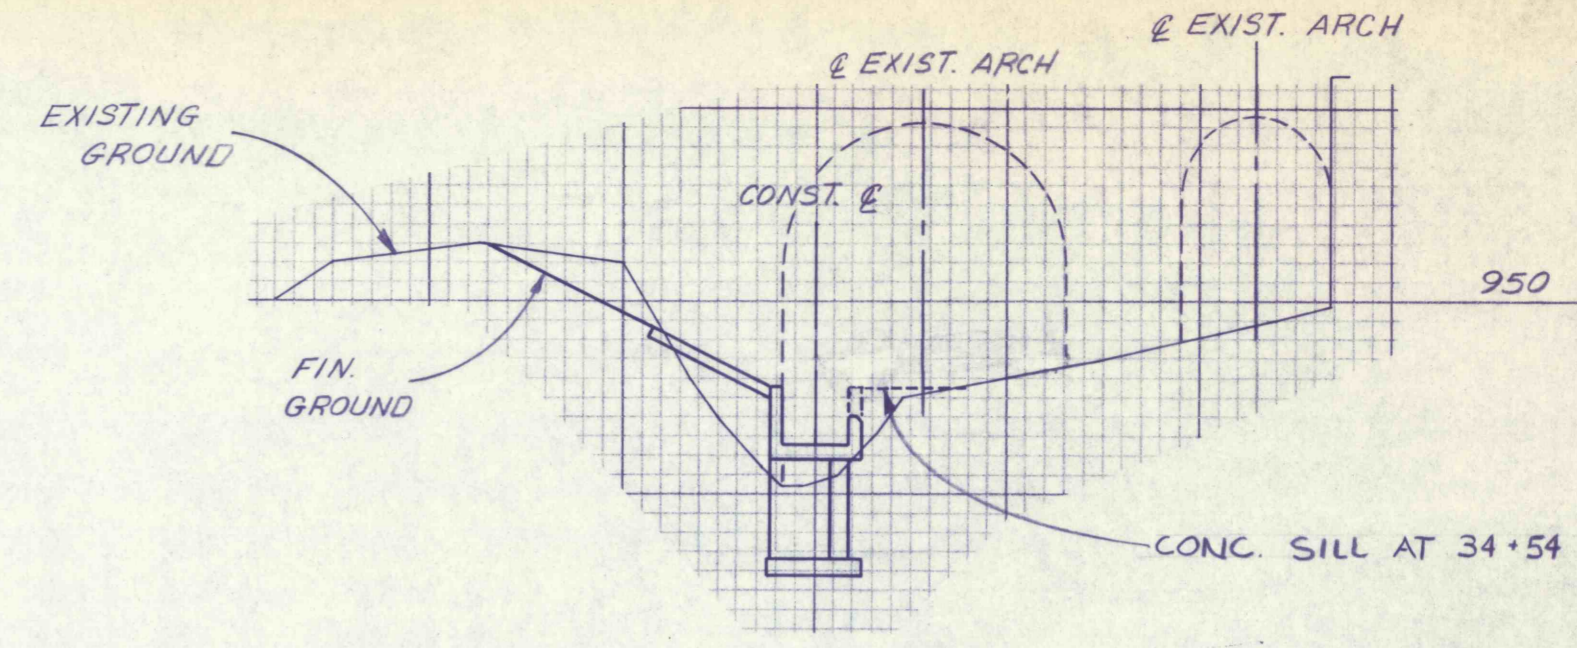 ℄ EXIST. ARCH
℄ EXIST. ARCH
EXISTING
GROUND
CONST. ℄
950
FIN.
GROUND
CONC. SILL AT 34+54